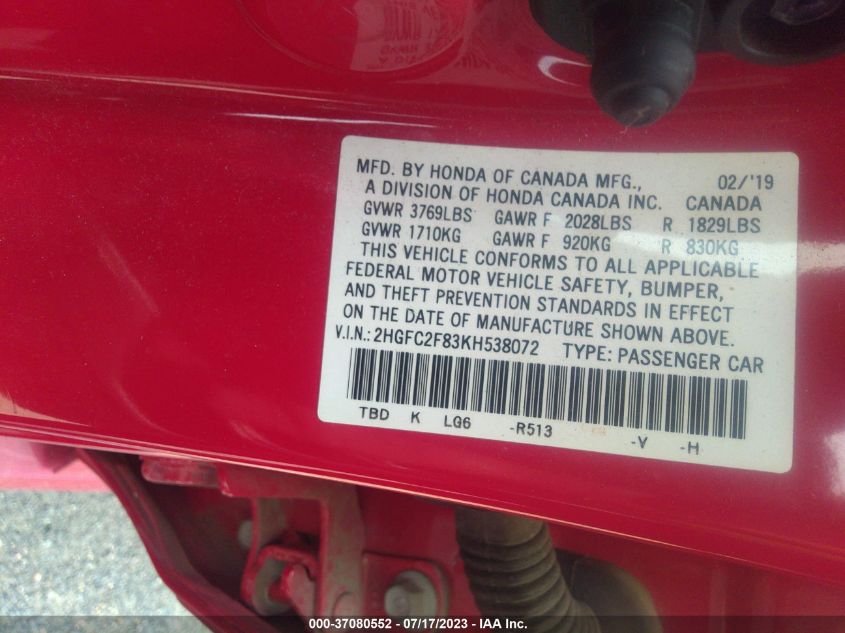 MFD. BY HONDA OF CANADA MFG., 02/'19
A DIVISION OF HONDA CANADA INC. CANADA
GVWR 3769LBS GAWR F 2028LBS R 1829LBS
GVWR 1710KG GAWR F 920KG R 830KG
THIS VEHICLE CONFORMS TO ALL APPLICABLE
FEDERAL MOTOR VEHICLE SAFETY, BUMPER,
AND THEFT PREVENTION STANDARDS IN EFFECT
ON THE DATE OF MANUFACTURE SHOWN ABOVE.
V.I.N.: 2HGFC2F83KH538072 TYPE: PASSENGER CAR
TBD K LG6 -R513 -V -H
000-37080552 / 07/17/2023 - IAA Inc.